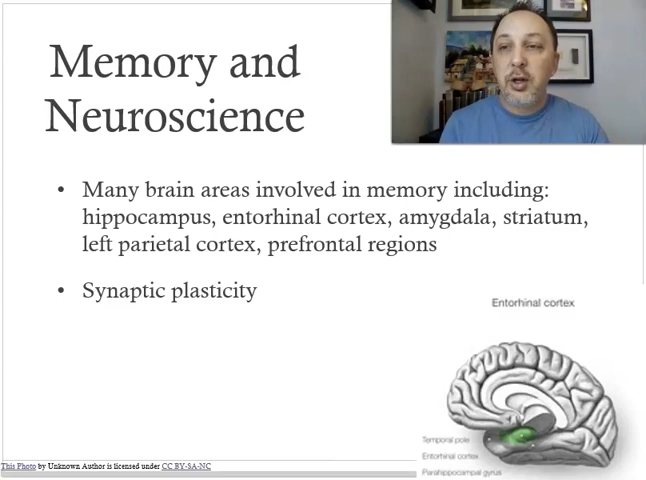 Memory and
Neuroscience
• Many brain areas involved in memory including:
hippocampus, entorhinal cortex, amygdala, striatum,
left parietal cortex, prefrontal regions
• Synaptic plasticity
Entorhinal cortex
Temporal pole
Entorhinal cortex
Parahippocampal gyrus
This Photo by Unknown Author is licensed under CC BY-SA-NC